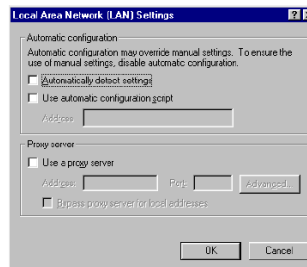 Local Area Network (LAN) Settings
Automatic configuration
Automatic configuration may override manual settings. To ensure the
use of manual settings, disable automatic configuration.
Automatically detect settings
Use automatic configuration script
Address
Proxy server
Use a proxy server
Address: Port: Advanced...
Bypass proxy server for local addresses
OK Cancel